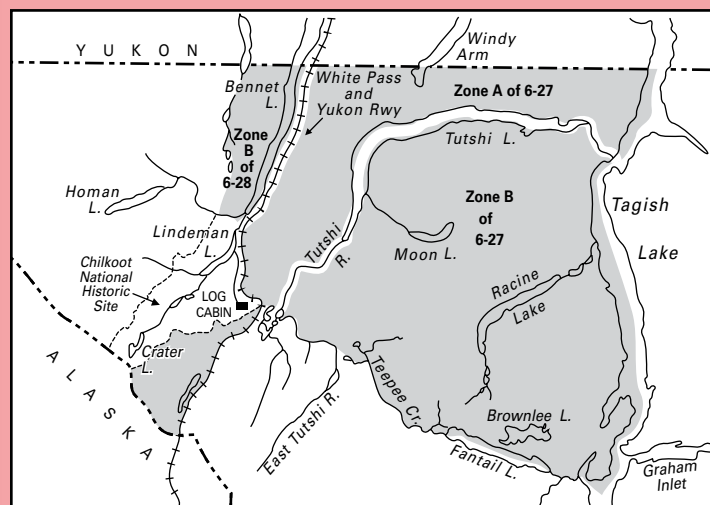 YUKON
Windy
Arm
Bennet
L.
White Pass
and
Yukon Rwy
Zone A of 6-27
Zone
B
of
6-28
Tutshi L.
Homan
L.
Zone B
of
6-27
Tagish
Lake
Lindeman
L.
Tutshi
R.
Moon L.
Chilkoot
National
Historic
Site
LOG
CABIN
Racine
Lake
Crater
L.
ALASKA
Teepee Cr.
Brownlee L.
East Tutshi R.
Fantail L.
Graham
Inlet